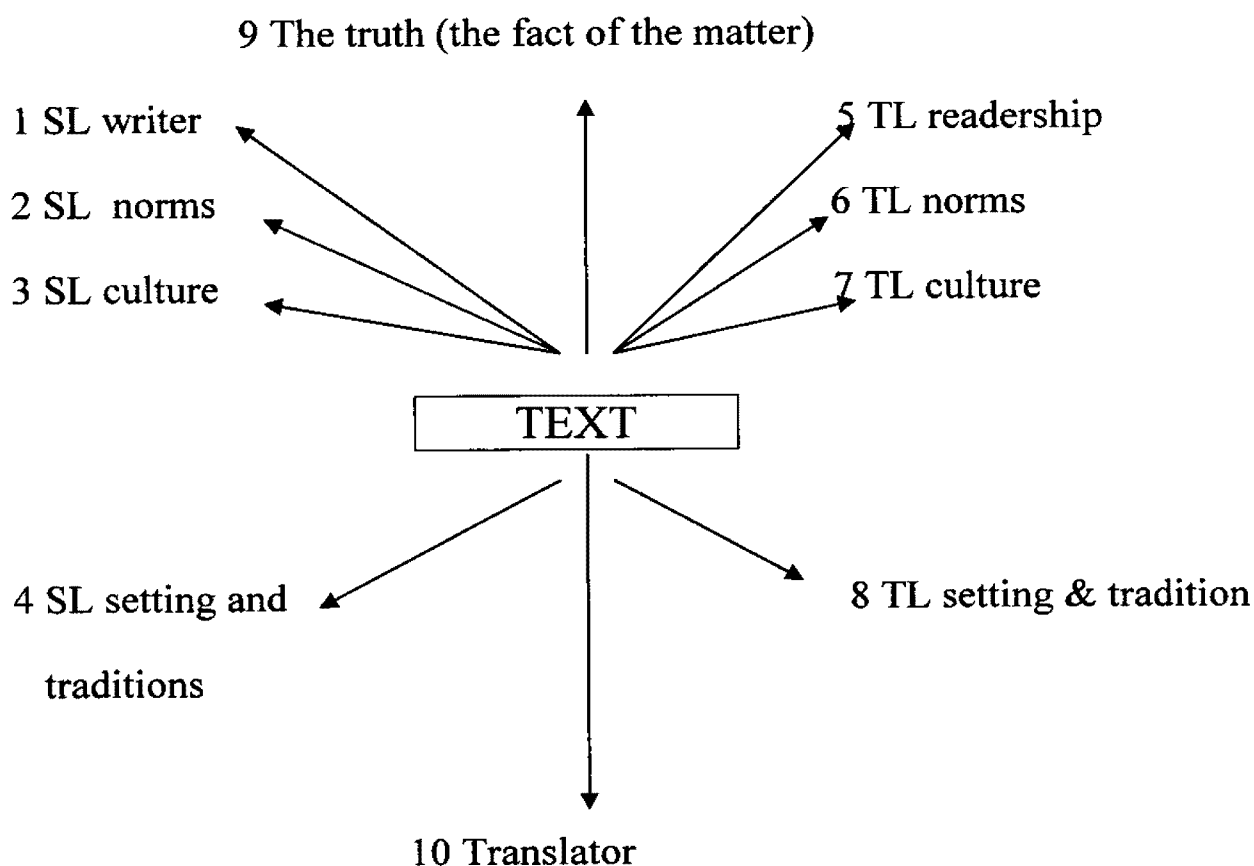 9 The truth (the fact of the matter)
1 SL writer
5 TL readership
2 SL norms
6 TL norms
3 SL culture
7 TL culture
TEXT
4 SL setting and
traditions
8 TL setting & tradition
10 Translator